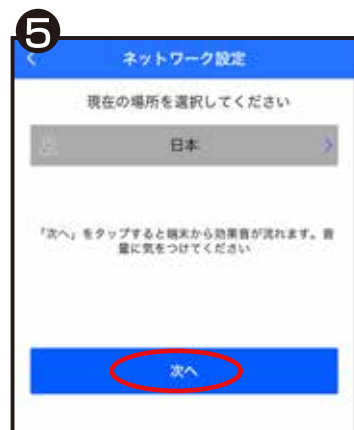 5
ネットワーク設定
現在の場所を選択してください
日本
「次へ」をタップすると端末から効果音が流れます。音
量に気をつけてください
次へ